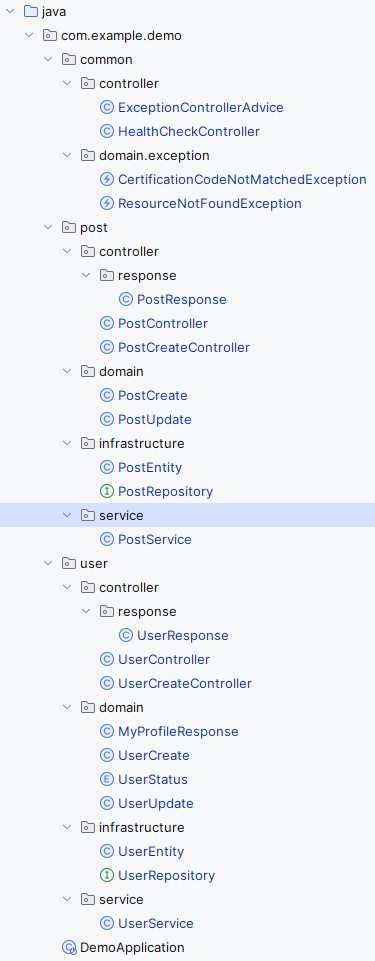 java
com.example.demo
common
controller
ExceptionControllerAdvice
HealthCheckController
domain.exception
CertificationCodeNotMatchedException
ResourceNotFoundException
post
controller
response
PostResponse
PostController
PostCreateController
domain
PostCreate
PostUpdate
infrastructure
PostEntity
PostRepository
service
PostService
user
controller
response
UserResponse
UserController
UserCreateController
domain
MyProfileResponse
UserCreate
UserStatus
UserUpdate
infrastructure
UserEntity
UserRepository
service
UserService
DemoApplication